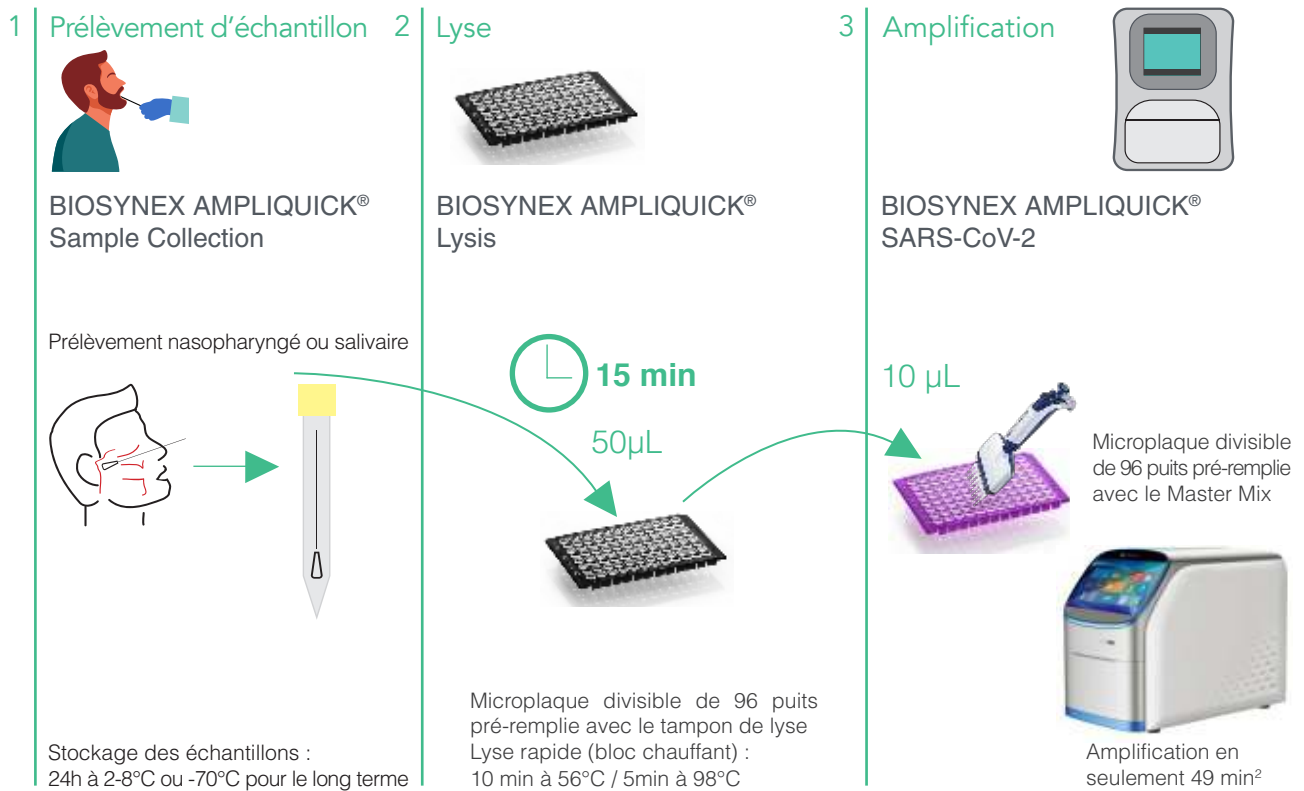 1 Prélèvement d'échantillon
BIOSYNEX AMPLIQUICK®
Sample Collection
Prélèvement nasopharyngé ou salivaire
Stockage des échantillons :
24h à 2-8°C ou -70°C pour le long terme
2 Lyse
BIOSYNEX AMPLIQUICK®
Lysis
15 min
50µL
Microplaque divisible de 96 puits
pré-remplie avec le tampon de lyse
Lyse rapide (bloc chauffant) :
10 min à 56°C / 5min à 98°C
3 Amplification
BIOSYNEX AMPLIQUICK®
SARS-CoV-2
10 µL
Microplaque divisible
de 96 puits pré-remplie
avec le Master Mix
Amplification en
seulement 49 min²